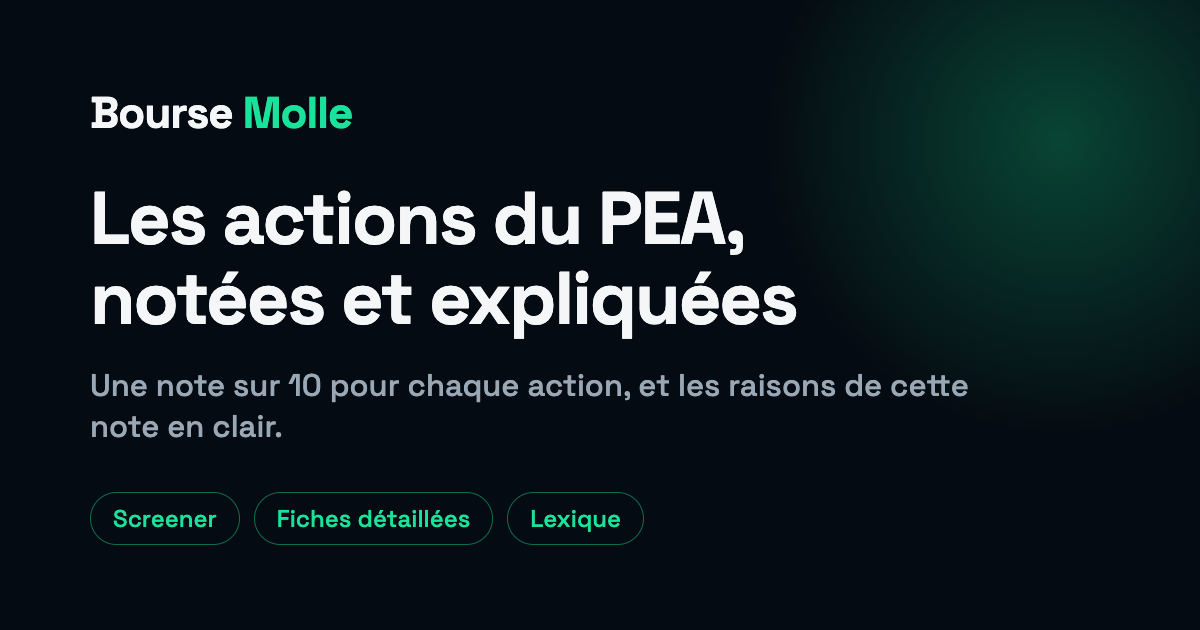 Bourse Molle
Les actions du PEA,
notées et expliquées
Une note sur 10 pour chaque action, et les raisons de cette
note en clair.
Screener
Fiches détaillées
Lexique